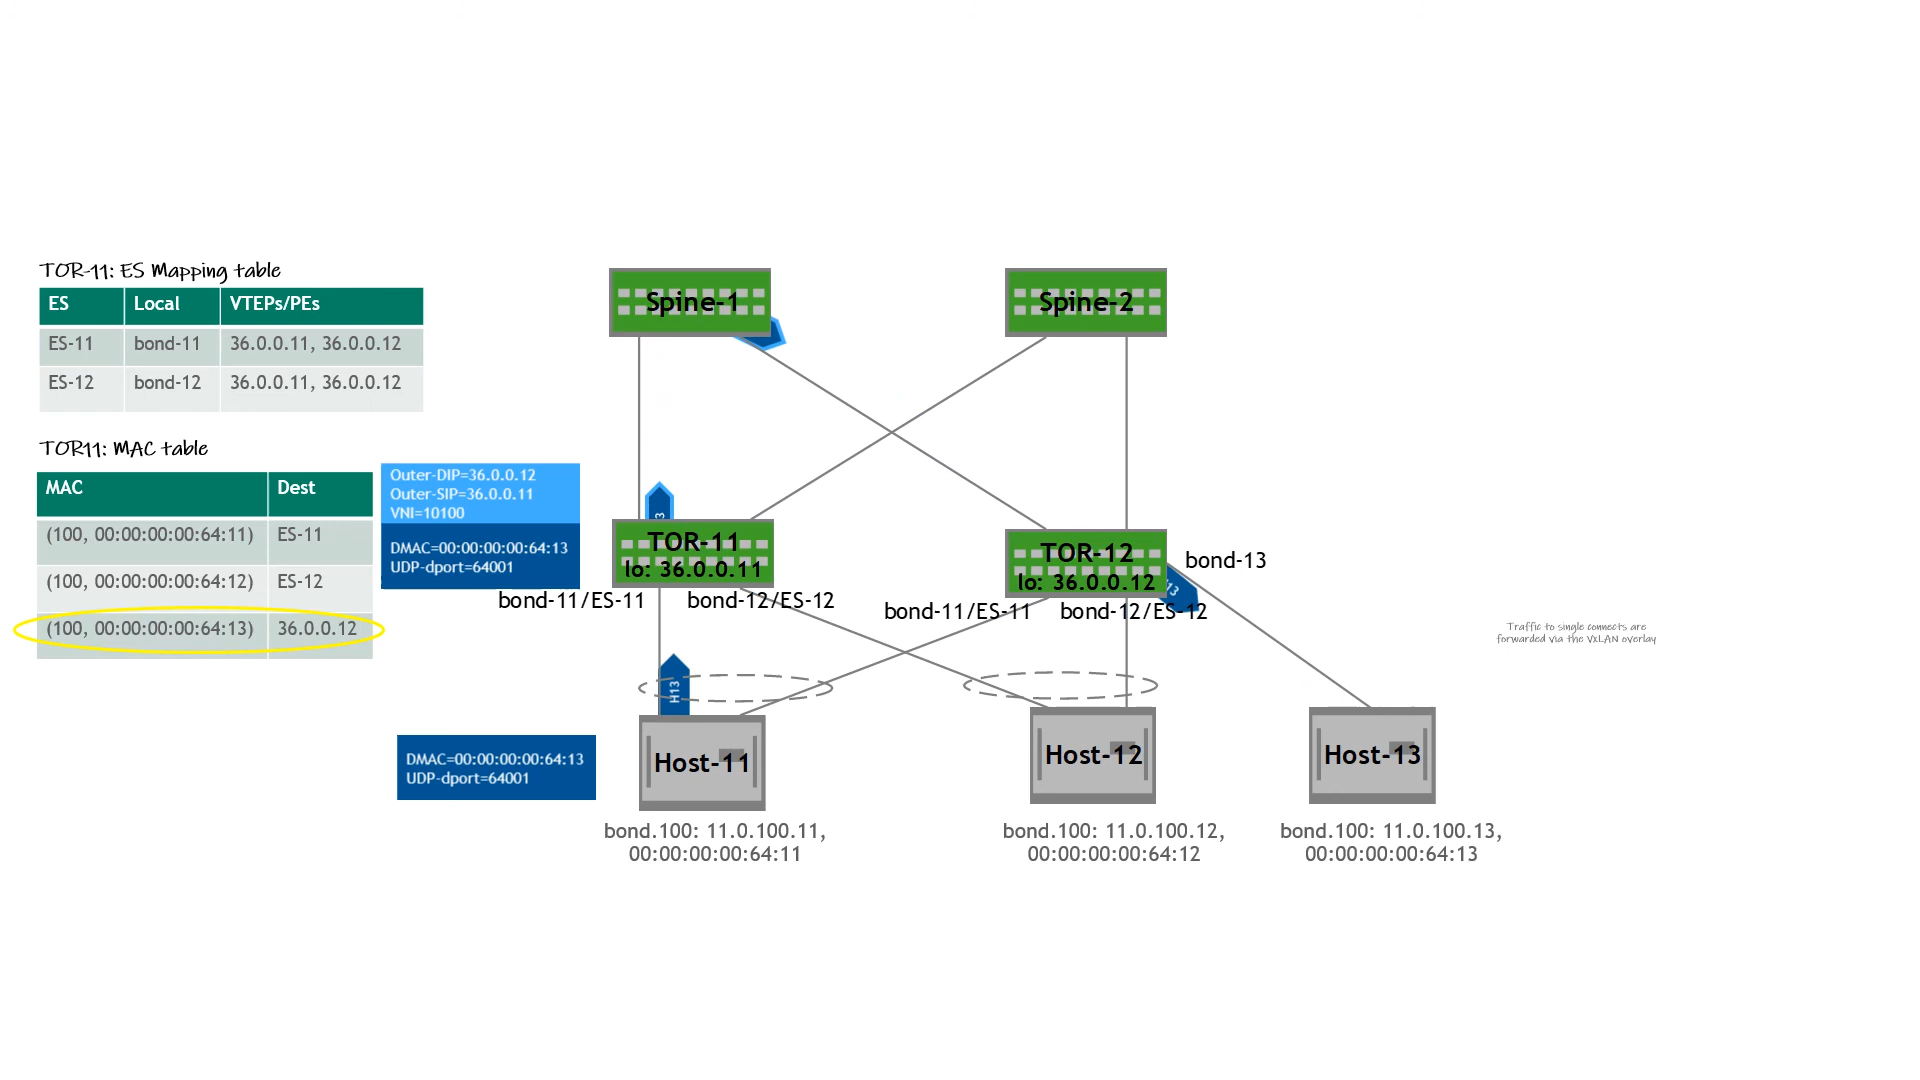 TOR-11: ES Mapping table
ES Local VTEPs/PEs
ES-11 bond-11 36.0.0.11, 36.0.0.12
ES-12 bond-12 36.0.0.11, 36.0.0.12
TOR11: MAC table
MAC Dest
(100, 00:00:00:00:64:11) ES-11
(100, 00:00:00:00:64:12) ES-12
(100, 00:00:00:00:64:13) 36.0.0.12
Outer-DIP=36.0.0.12
Outer-SIP=36.0.0.11
VNI=10100
DMAC=00:00:00:00:64:13
UDP-dport=64001
DMAC=00:00:00:00:64:13
UDP-dport=64001
Spine-1
Spine-2
3
TOR-11
lo: 36.0.0.11
TOR-12
lo: 36.0.0.12
bond-13
13
bond-11/ES-11
bond-12/ES-12
bond-11/ES-11
bond-12/ES-12
H13
Host-11
Host-12
Host-13
bond.100: 11.0.100.11,
00:00:00:00:64:11
bond.100: 11.0.100.12,
00:00:00:00:64:12
bond.100: 11.0.100.13,
00:00:00:00:64:13
Traffic to single connects are
forwarded via the VXLAN overlay